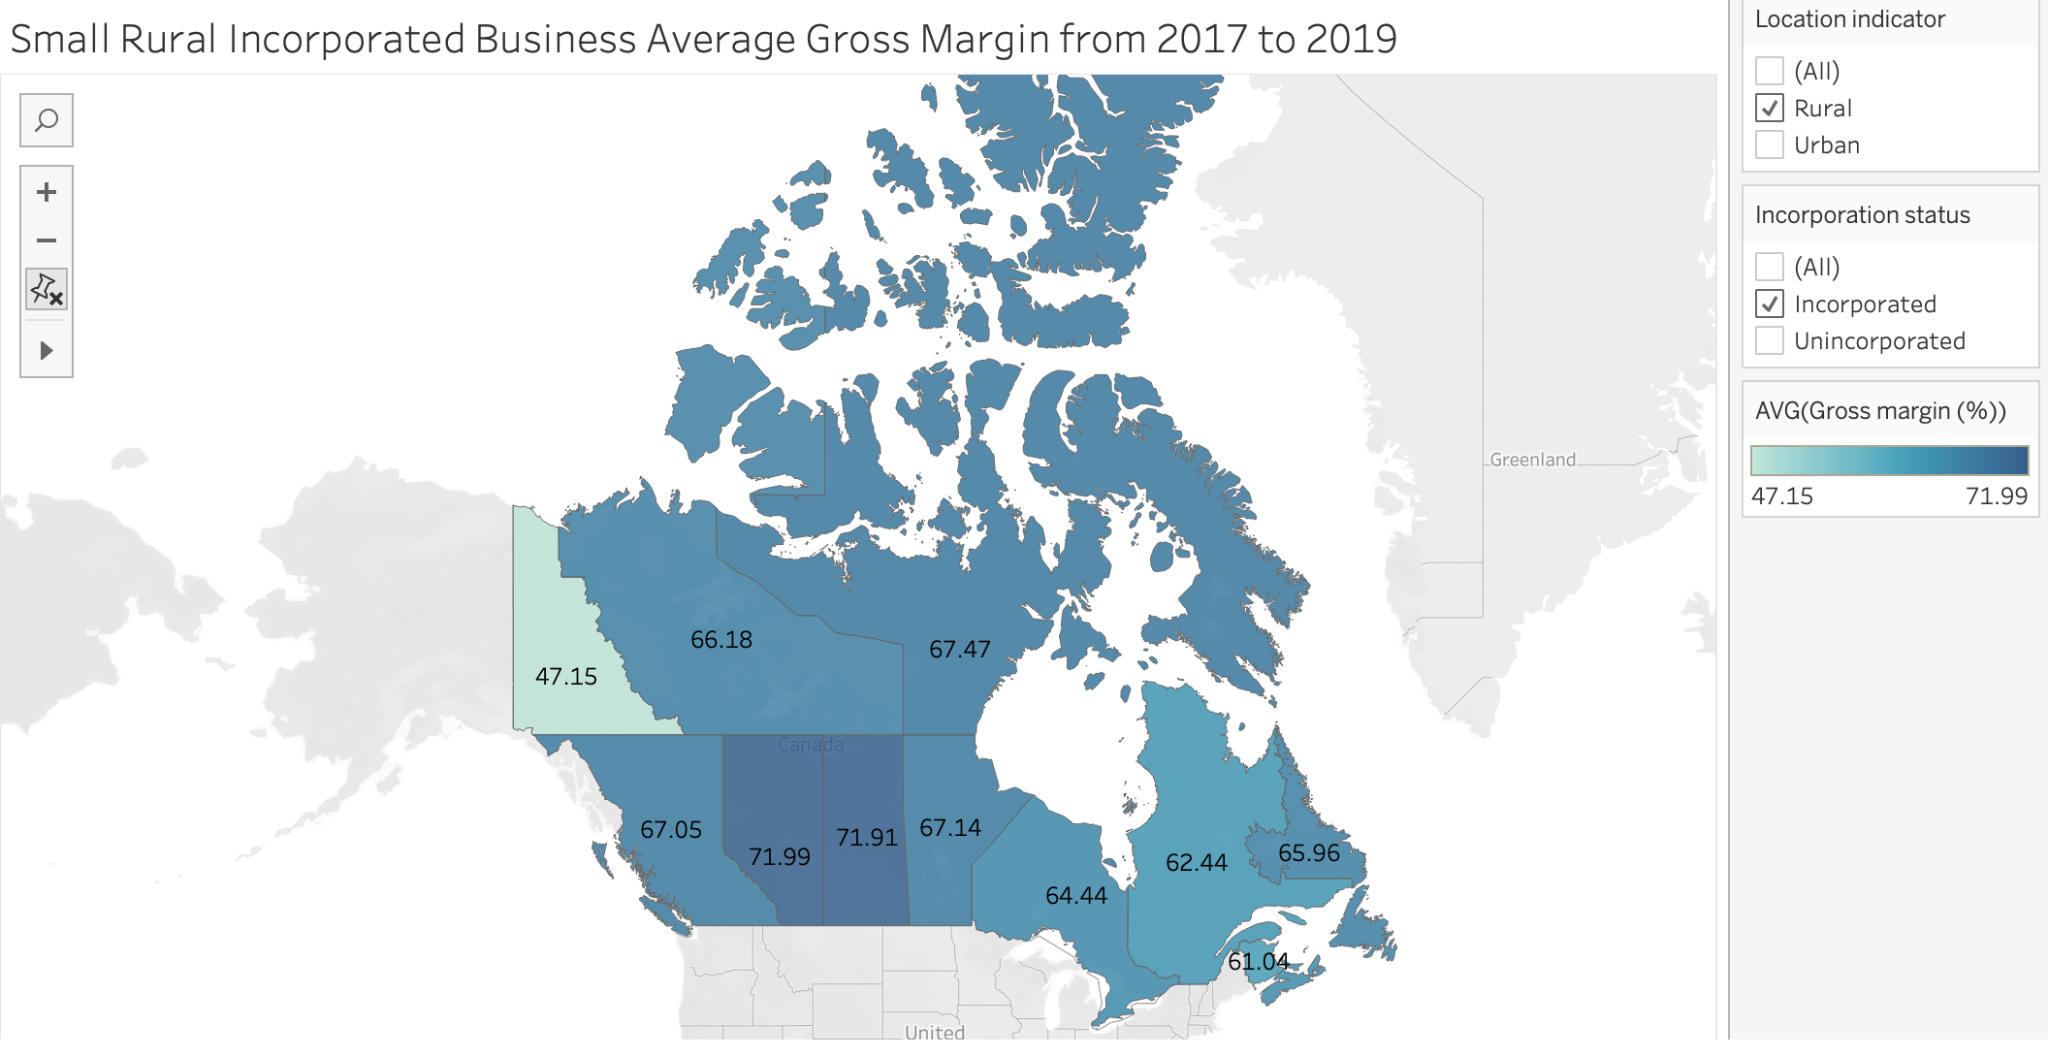 Small Rural Incorporated Business Average Gross Margin from 2017 to 2019
Location indicator
(All)
Rural
Urban
Incorporation status
(All)
Incorporated
Unincorporated
AVG(Gross margin (%))
47.15 71.99
Greenland
66.18
67.47
47.15
Canada
67.05
71.99
71.91
67.14
64.44
62.44
65.96
61.04
United